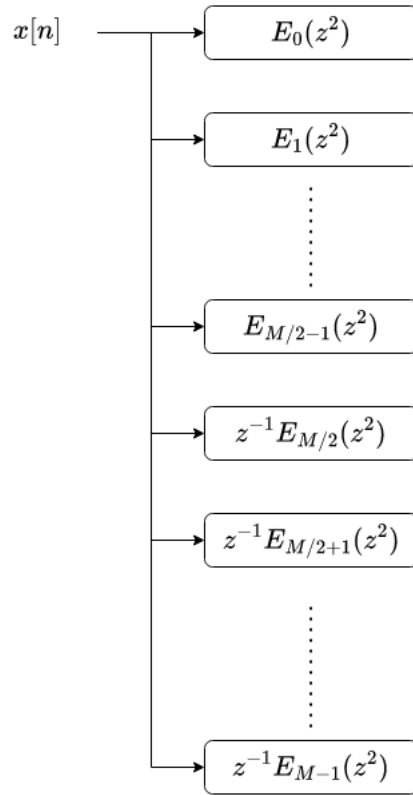 x[n]
E_0(z^2)
E_1(z^2)
E_{M/2-1}(z^2)
z^{-1}E_{M/2}(z^2)
z^{-1}E_{M/2+1}(z^2)
z^{-1}E_{M-1}(z^2)